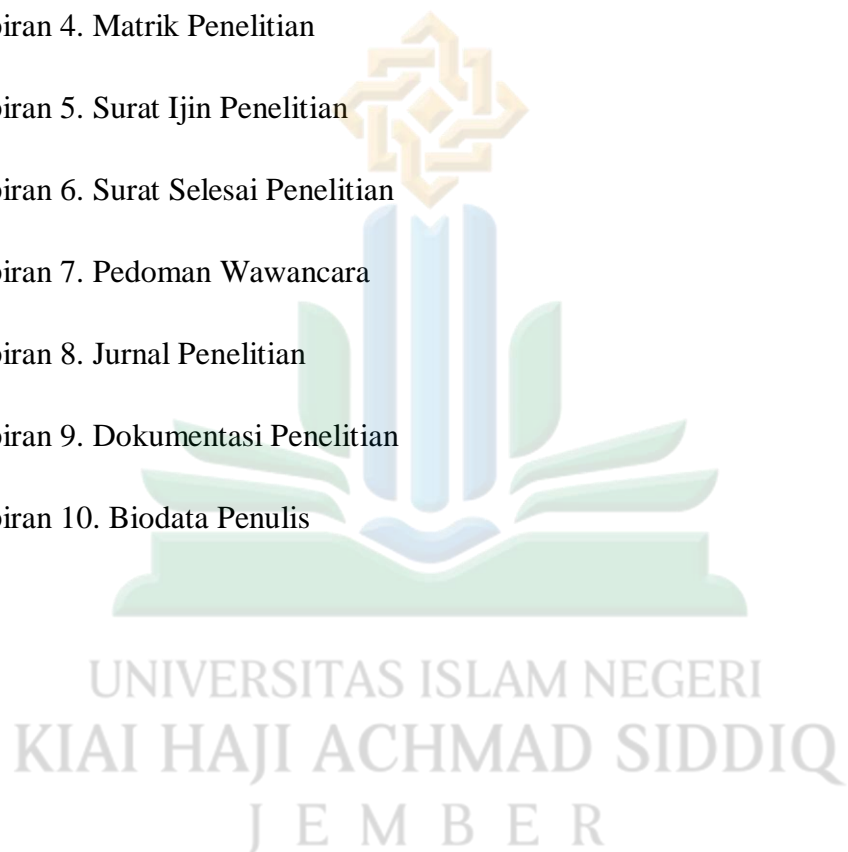 piran 4. Matrik Penelitian
piran 5. Surat Ijin Penelitian
piran 6. Surat Selesai Penelitian
piran 7. Pedoman Wawancara
piran 8. Jurnal Penelitian
piran 9. Dokumentasi Penelitian
piran 10. Biodata Penulis
UNIVERSITAS ISLAM NEGERI
KIAI HAJI ACHMAD SIDDIQ
JEMBER